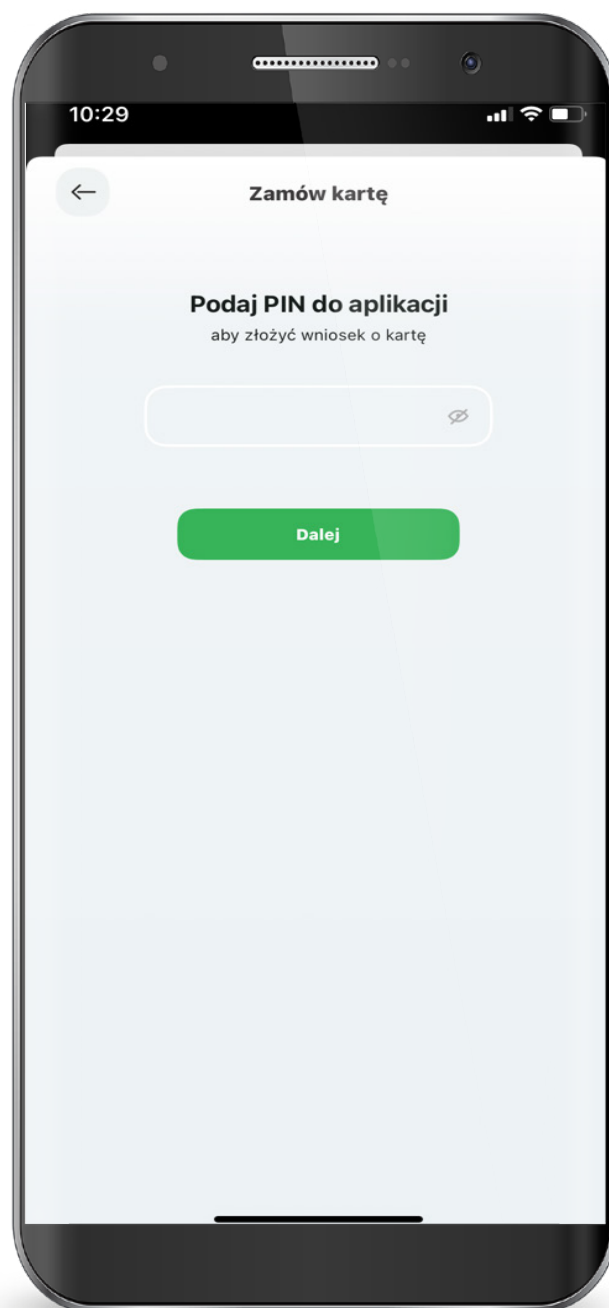 10:29
Zamów kartę
Podaj PIN do aplikacji
aby złożyć wniosek o kartę
Dalej